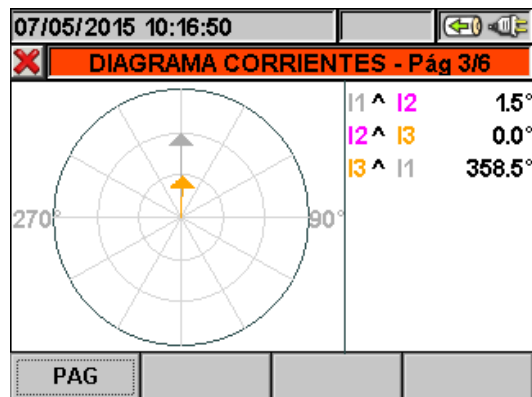 07/05/2015 10:16:50
DIAGRAMA CORRIENTES - Pág 3/6
I1 ^ I2 1.5°
I2 ^ I3 0.0°
I3 ^ I1 358.5°
270° 90°
PAG